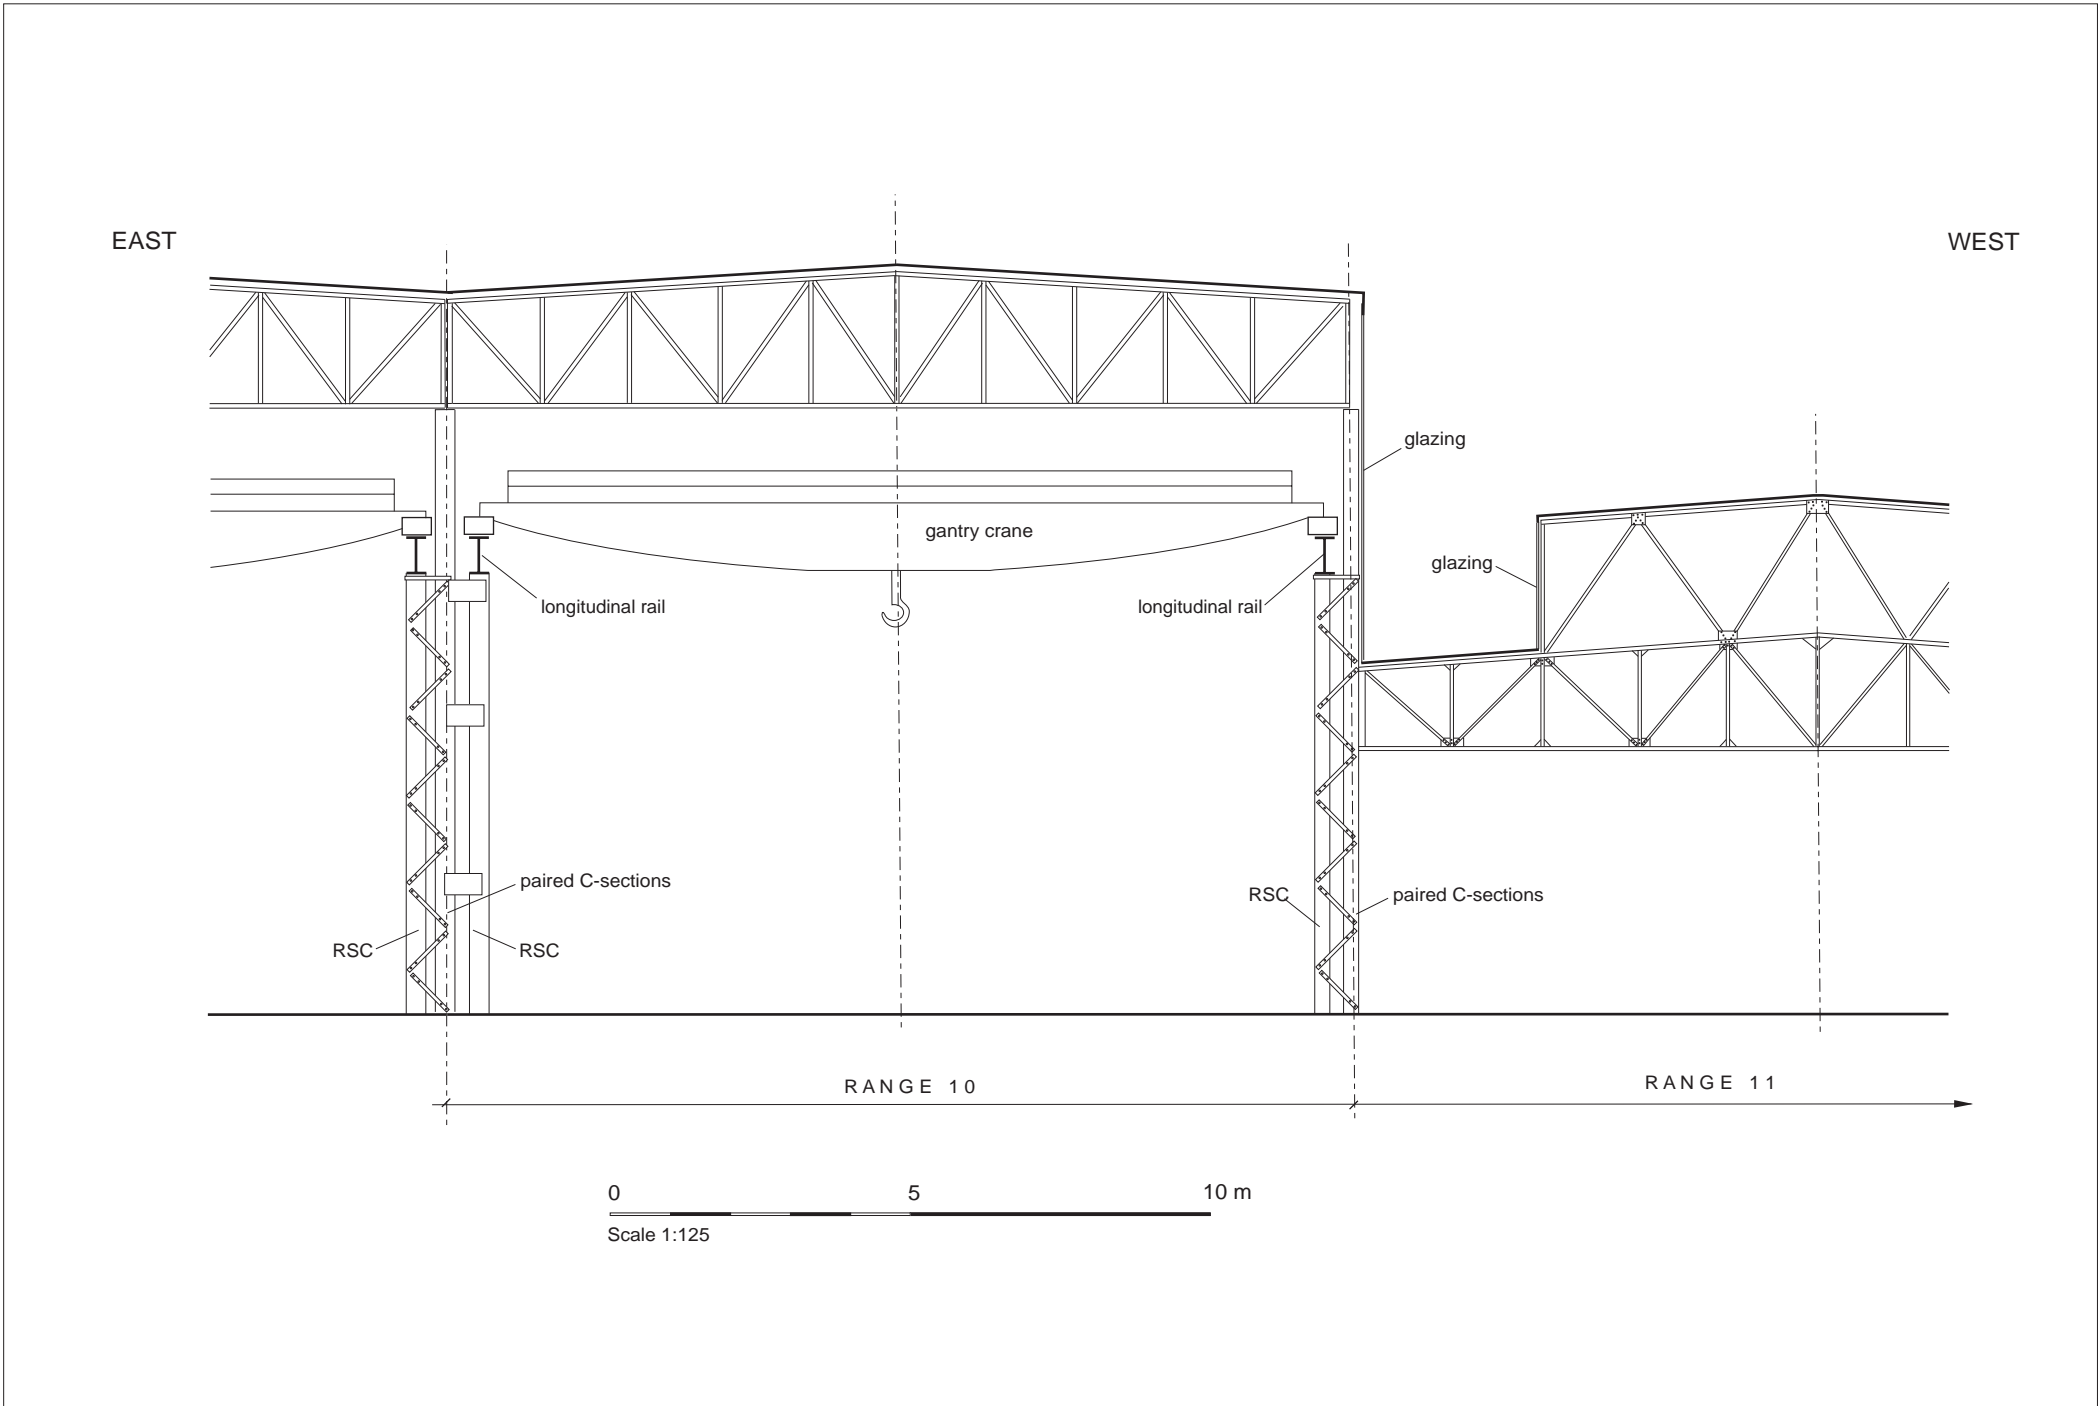 EAST
WEST
glazing
gantry crane
glazing
longitudinal rail
longitudinal rail
paired C-sections
RSC
paired C-sections
RSC
RSC
RANGE 10
RANGE 11
0 5 10 m
Scale 1:125